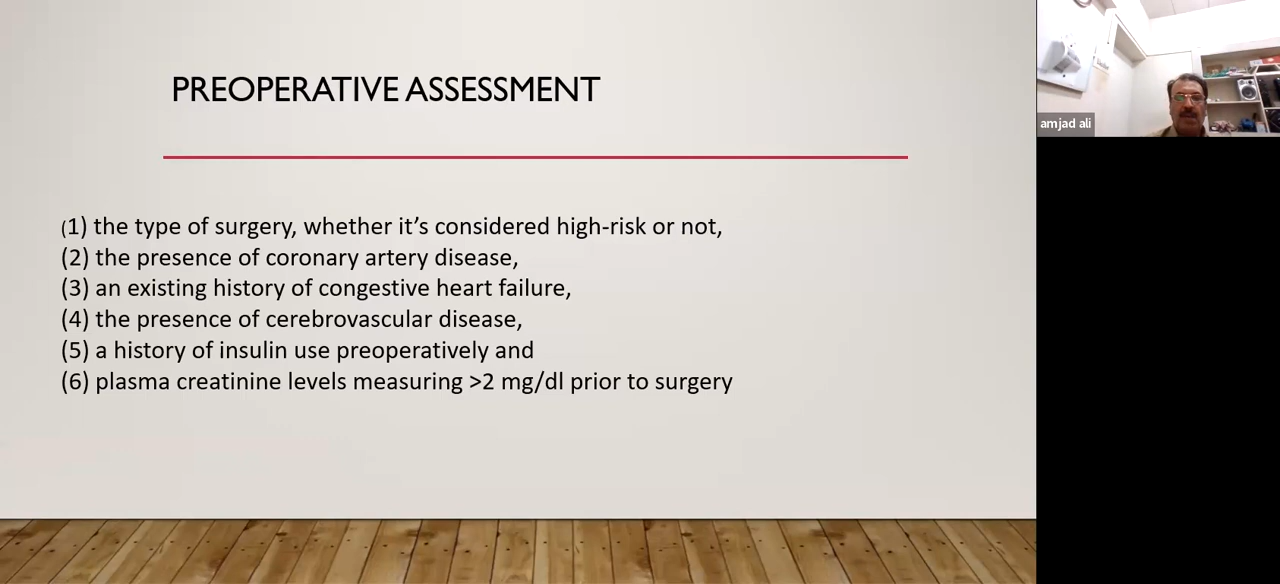 PREOPERATIVE ASSESSMENT
(1) the type of surgery, whether it's considered high-risk or not,
(2) the presence of coronary artery disease,
(3) an existing history of congestive heart failure,
(4) the presence of cerebrovascular disease,
(5) a history of insulin use preoperatively and
(6) plasma creatinine levels measuring >2 mg/dl prior to surgery
amjad ali